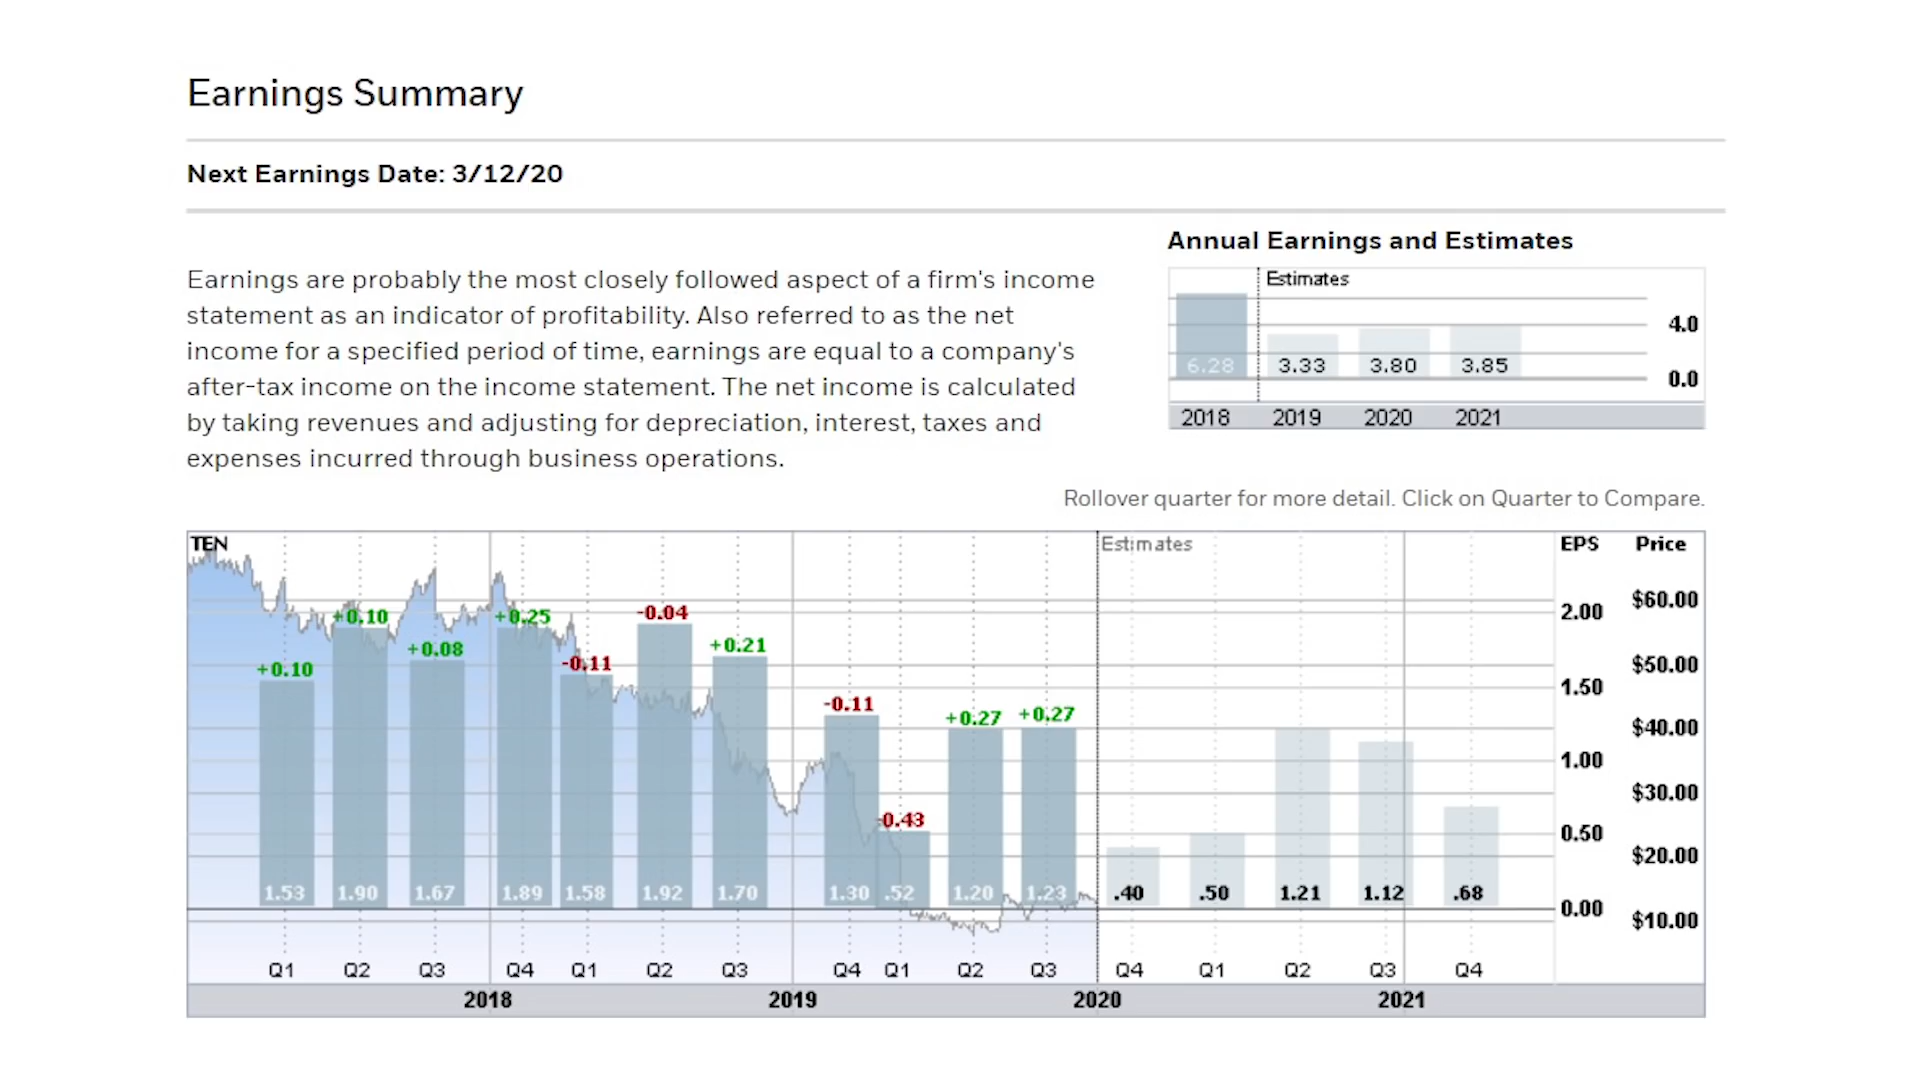 Earnings Summary
Next Earnings Date: 3/12/20
Earnings are probably the most closely followed aspect of a firm's income
statement as an indicator of profitability. Also referred to as the net
income for a specified period of time, earnings are equal to a company's
after-tax income on the income statement. The net income is calculated
by taking revenues and adjusting for depreciation, interest, taxes and
expenses incurred through business operations.
Annual Earnings and Estimates
Estimates
4.0
6.28 3.33 3.80 3.85
0.0
2018 2019 2020 2021
Rollover quarter for more detail. Click on Quarter to Compare.
TEN Estimates EPS Price
$60.00
2.00
+0.10 +0.10 +0.08 +0.25 -0.11 -0.04 +0.21 -0.11 -0.43 +0.27 +0.27
$50.00
1.50
$40.00
1.00
$30.00
0.50
$20.00
1.53 1.90 1.67 1.89 1.58 1.92 1.70 1.30 .52 1.20 1.23 .40 .50 1.21 1.12 .68
0.00
$10.00
Q1 Q2 Q3 Q4 Q1 Q2 Q3 Q4 Q1 Q2 Q3 Q4 Q1 Q2 Q3 Q4
2018 2019 2020 2021